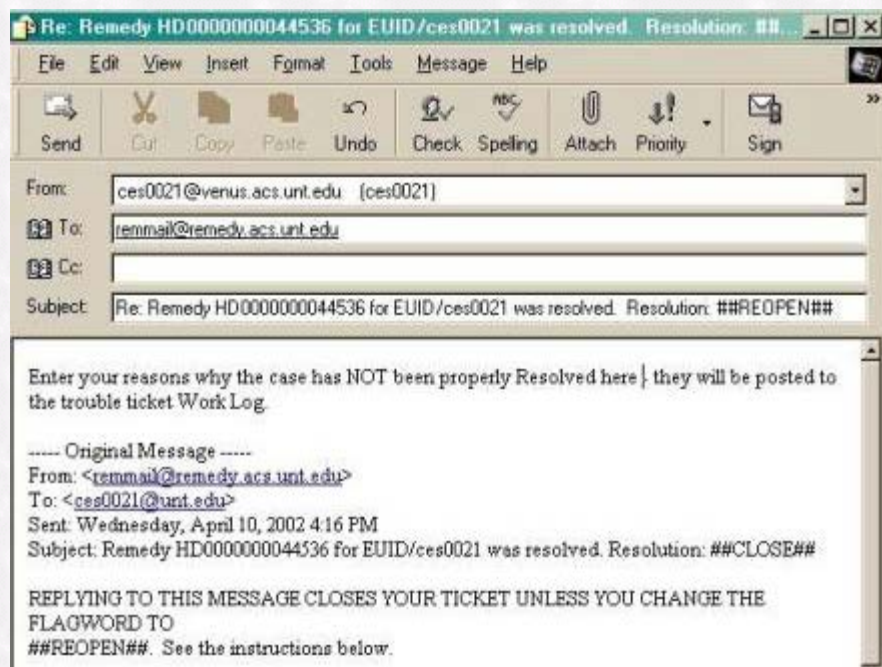 Re: Remedy HD0000000044536 for EUID/ces0021 was resolved. Resolution: ##...
File Edit View Insert Format Tools Message Help
Send Cut Copy Paste Undo Check Spelling Attach Priority Sign
From: ces0021@venus.acs.unt.edu (ces0021)
To: remmail@remedy.acs.unt.edu
Cc:
Subject: Re: Remedy HD0000000044536 for EUID/ces0021 was resolved. Resolution: ##REOPEN##
Enter your reasons why the case has NOT been properly Resolved here - they will be posted to
the trouble ticket Work Log.
----- Original Message -----
From: <remmail@remedy.acs.unt.edu>
To: <ces0021@unt.edu>
Sent: Wednesday, April 10, 2002 4:16 PM
Subject: Remedy HD0000000044536 for EUID/ces0021 was resolved. Resolution: ##CLOSE##
REPLYING TO THIS MESSAGE CLOSES YOUR TICKET UNLESS YOU CHANGE THE
FLAGWORD TO
##REOPEN##. See the instructions below.